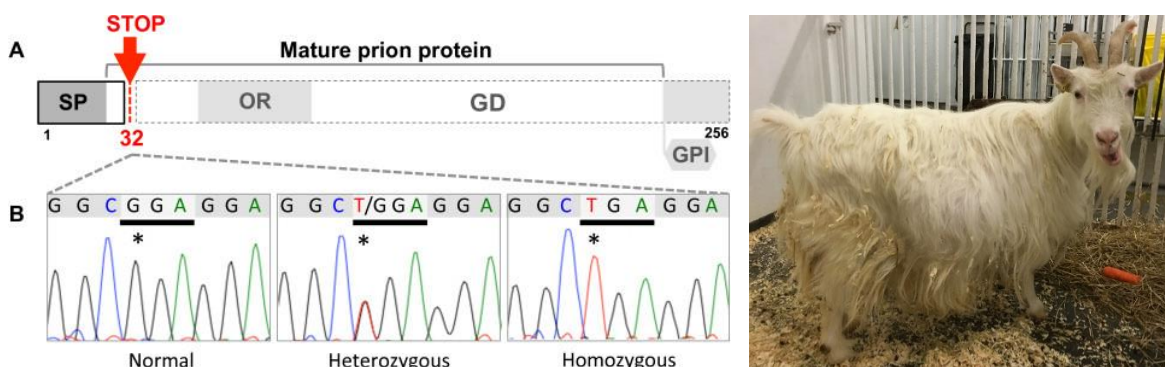 STOP
A
Mature prion protein
SP OR GD
1 32 256
GPI
B
G G C G G A G G A
G G C T/G G A G G A
G G C T G A G G A
* * *
Normal Heterozygous Homozygous